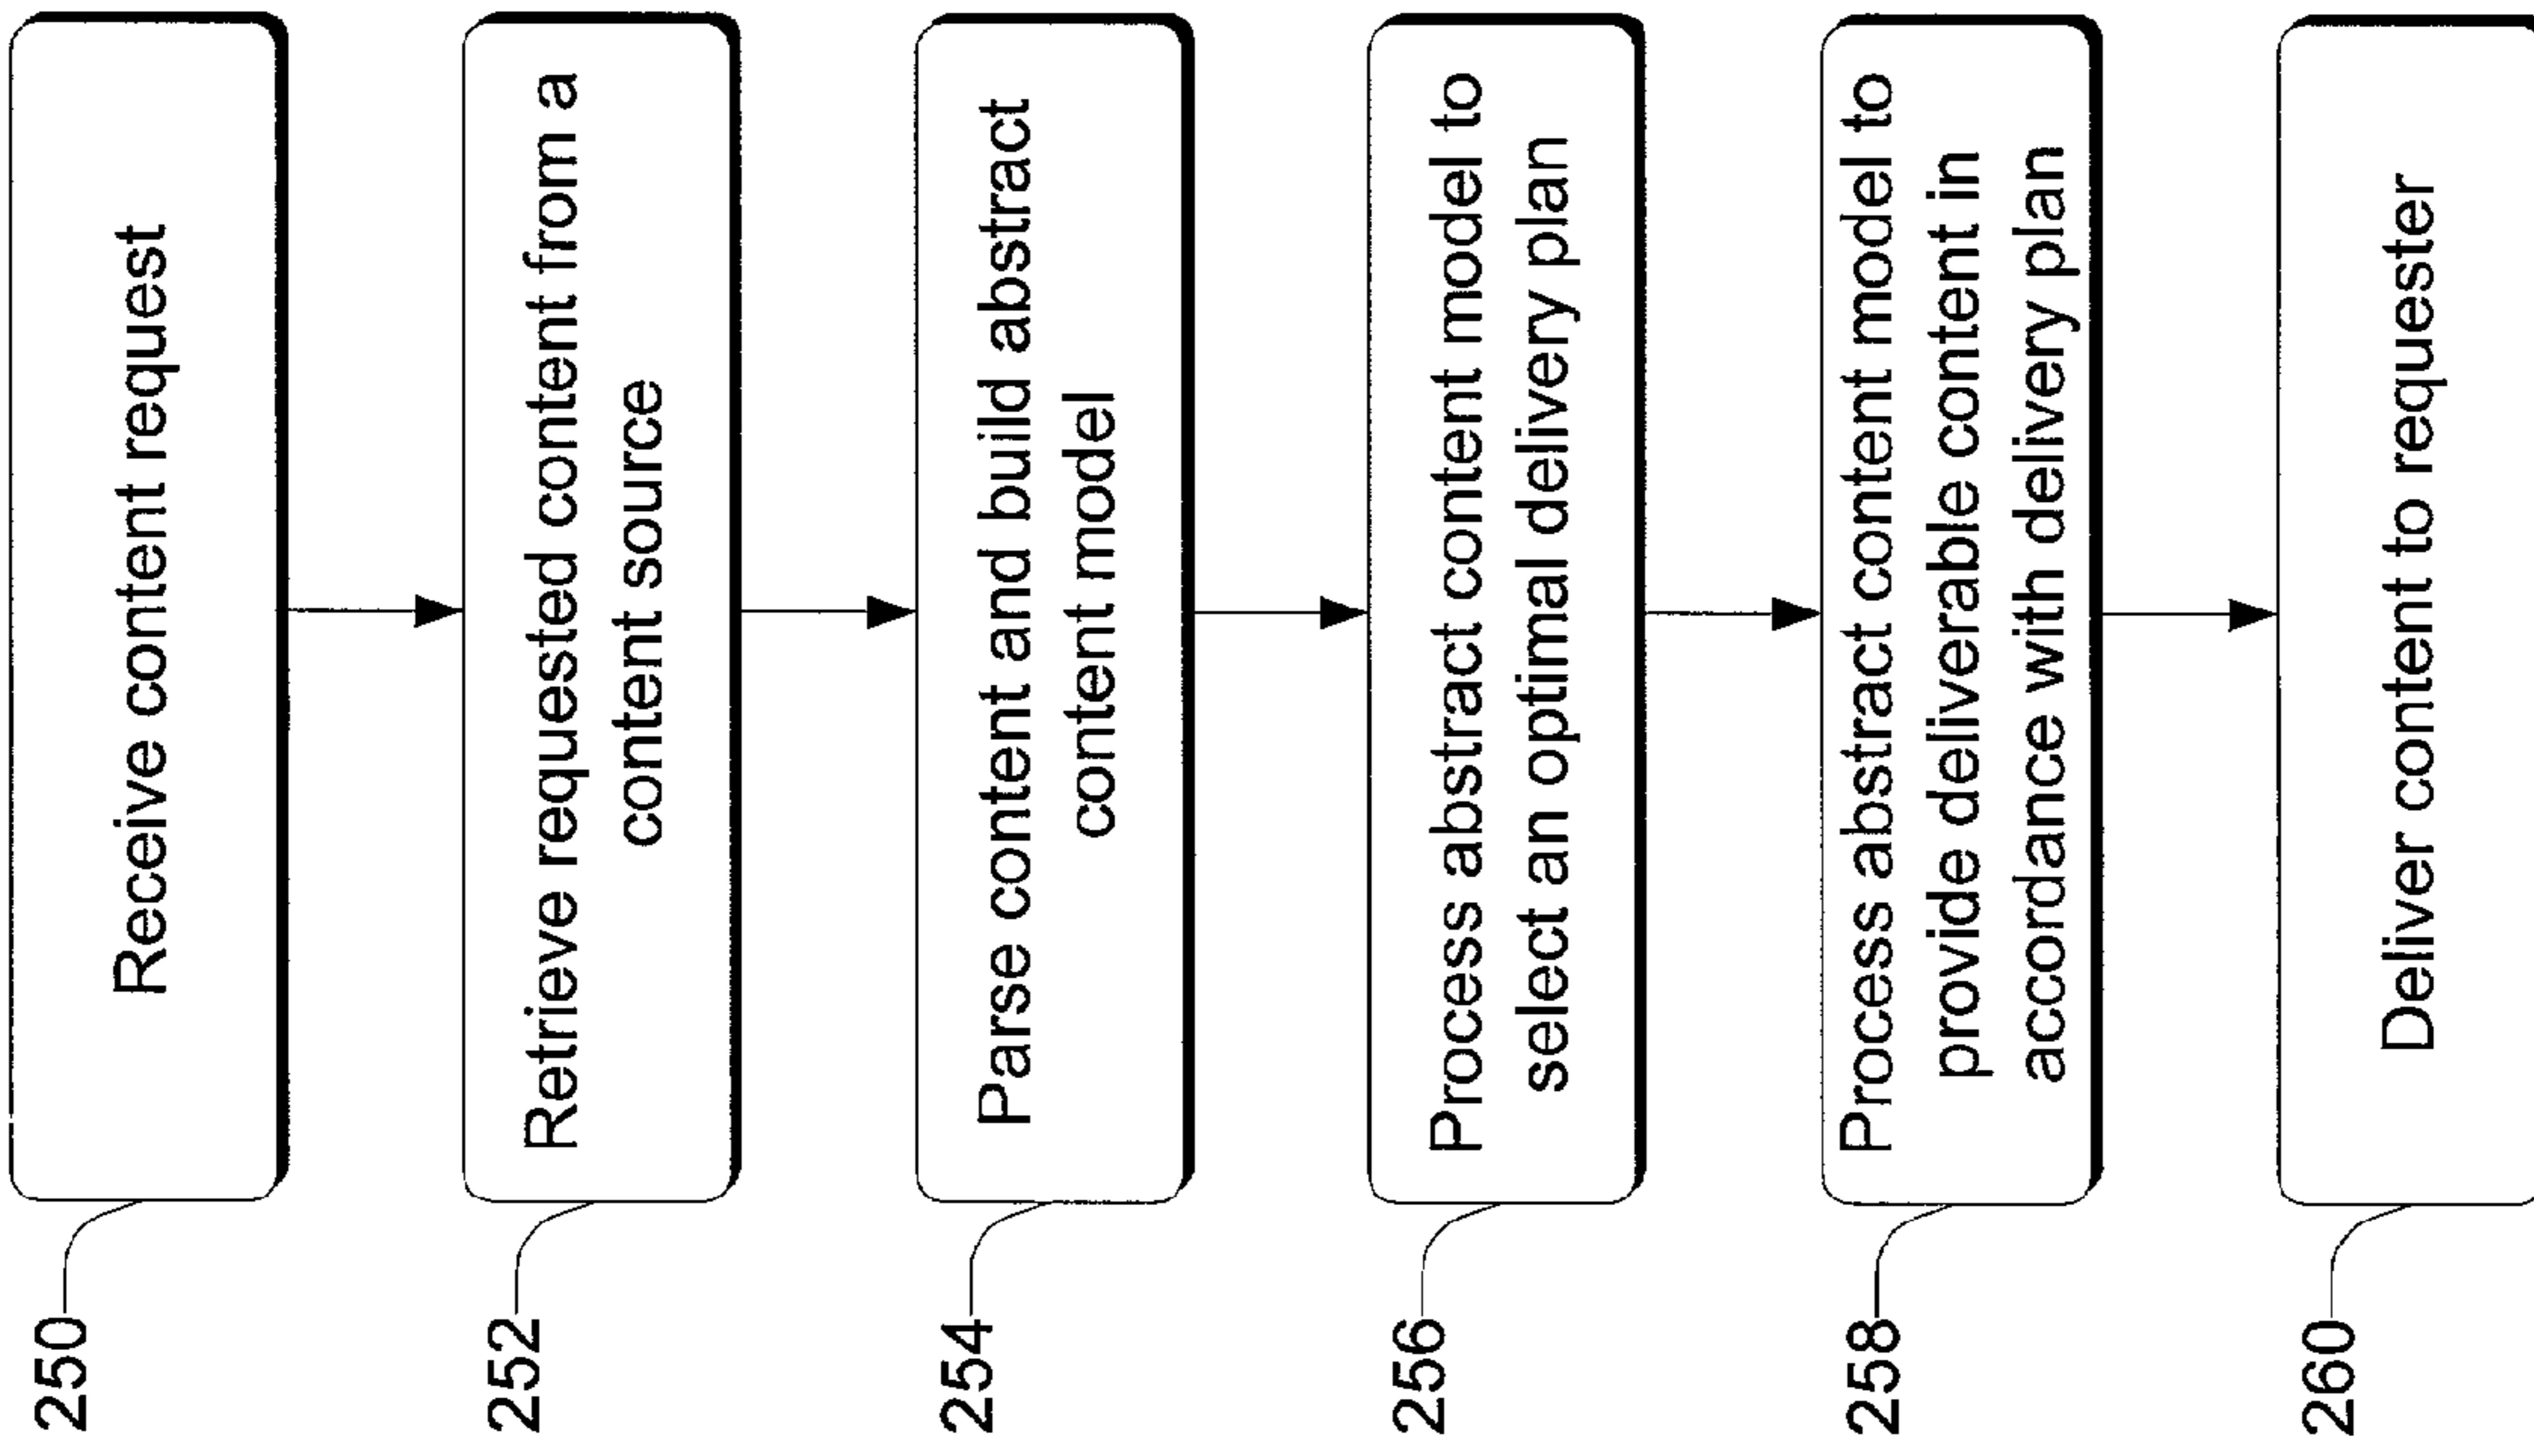 250
Receive content request
252
Retrieve requested content from a
content source
254
Parse content and build abstract
content model
256
Process abstract content model to
select an optimal delivery plan
258
Process abstract content model to
provide deliverable content in
accordance with delivery plan
260
Deliver content to requester